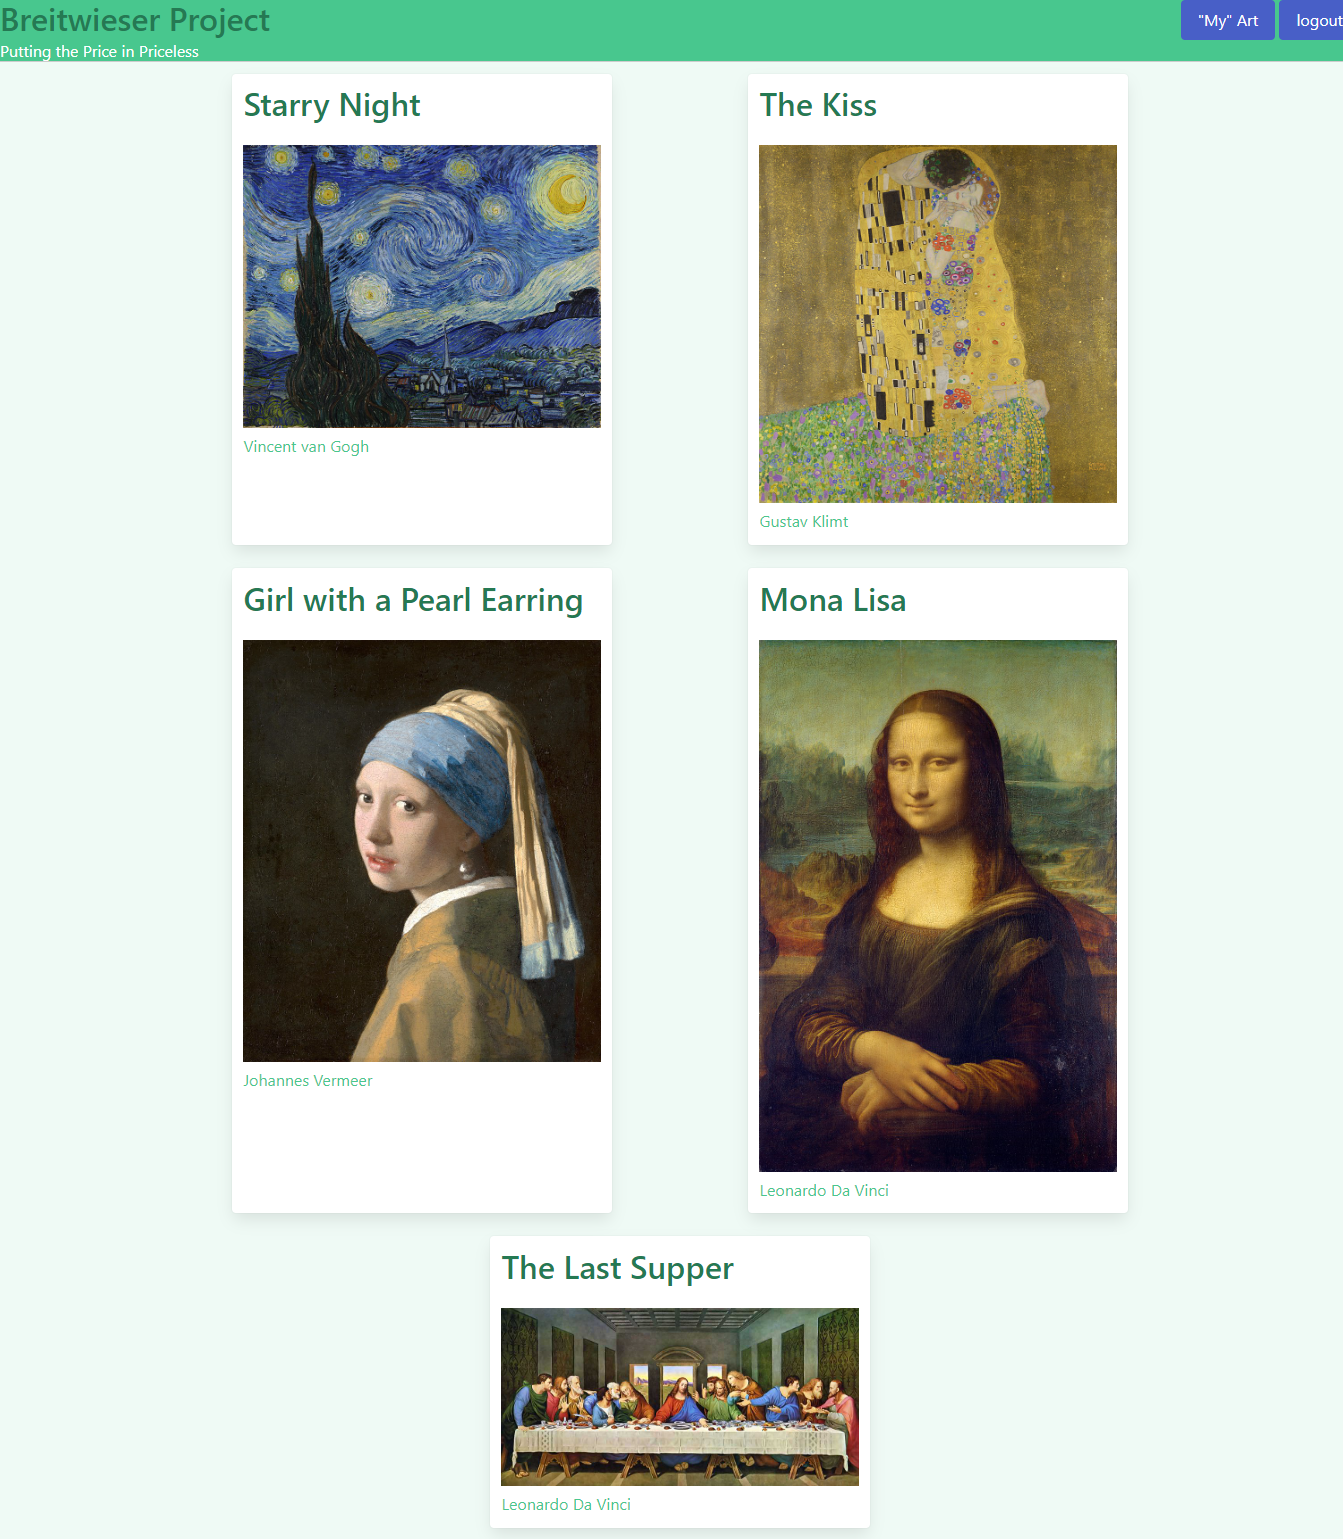 Breitwieser Project
"My" Art
logout
Putting the Price in Priceless
Starry Night
Vincent van Gogh
The Kiss
Gustav Klimt
Girl with a Pearl Earring
Johannes Vermeer
Mona Lisa
Leonardo Da Vinci
The Last Supper
Leonardo Da Vinci